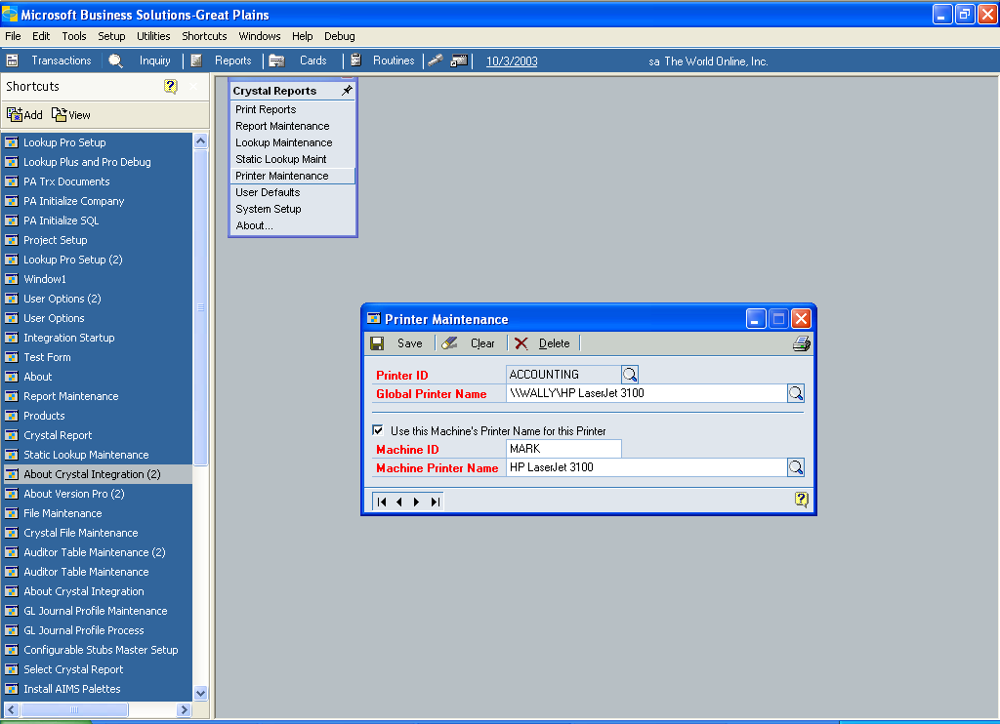 Microsoft Business Solutions-Great Plains
File Edit Tools Setup Utilities Shortcuts Windows Help Debug
Transactions Inquiry Reports Cards Routines 10/3/2003 sa The World Online, Inc.
Shortcuts
Add View
Lookup Pro Setup
Lookup Plus and Pro Debug
PA Trx Documents
PA Initialize Company
PA Initialize SQL
Project Setup
Lookup Pro Setup (2)
Window1
User Options (2)
User Options
Integration Startup
Test Form
About
Report Maintenance
Products
Crystal Report
Static Lookup Maintenance
About Crystal Integration (2)
About Version Pro (2)
File Maintenance
Crystal File Maintenance
Auditor Table Maintenance (2)
Auditor Table Maintenance
About Crystal Integration
GL Journal Profile Maintenance
GL Journal Profile Process
Configurable Stubs Master Setup
Select Crystal Report
Install AIMS Palettes
Crystal Reports
Print Reports
Report Maintenance
Lookup Maintenance
Static Lookup Maint
Printer Maintenance
User Defaults
System Setup
About...
Printer Maintenance
Save Clear Delete
Printer ID ACCOUNTING
Global Printer Name \\WALLY\HP LaserJet 3100
Use this Machine's Printer Name for this Printer
Machine ID MARK
Machine Printer Name HP LaserJet 3100